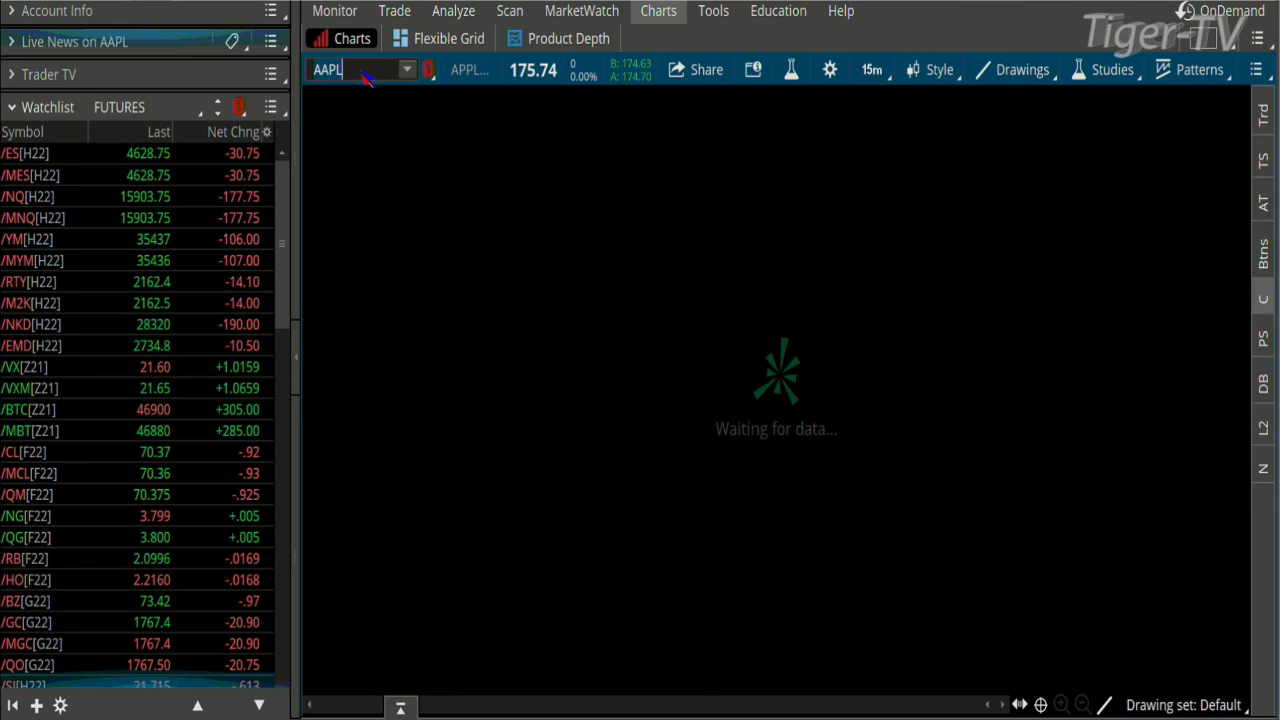 Account Info
Monitor Trade Analyze Scan MarketWatch Charts Tools Education Help OnDemand
Tiger-TV
Live News on AAPL
Charts Flexible Grid Product Depth
Trader TV
AAPL APPL... 175.74 0 0.00% B: 174.63 A: 174.70 Share 15m Style Drawings Studies Patterns
Watchlist FUTURES
Symbol Last Net Chng
/ES[H22] 4628.75 -30.75
/MES[H22] 4628.75 -30.75
/NQ[H22] 15903.75 -177.75
/MNQ[H22] 15903.75 -177.75
/YM[H22] 35437 -106.00
/MYM[H22] 35436 -107.00
/RTY[H22] 2162.4 -14.10
/M2K[H22] 2162.5 -14.00
/NKD[H22] 28320 -190.00
/EMD[H22] 2734.8 -10.50
/VX[Z21] 21.60 +1.0159
/VXM[Z21] 21.65 +1.0659
/BTC[Z21] 46900 +305.00
/MBT[Z21] 46880 +285.00
/CL[F22] 70.37 -.92
/MCL[F22] 70.36 -.93
/QM[F22] 70.375 -.925
/NG[F22] 3.799 +.005
/QG[F22] 3.800 +.005
/RB[F22] 2.0996 -.0169
/HO[F22] 2.2160 -.0168
/BZ[G22] 73.42 -.97
/GC[G22] 1767.4 -20.90
/MGC[G22] 1767.4 -20.90
/QO[G22] 1767.50 -20.75
/SI[H22] 21.715 -.613
Waiting for data...
Trd
TS
AT
Btns
C
PS
DB
L2
N
Drawing set: Default